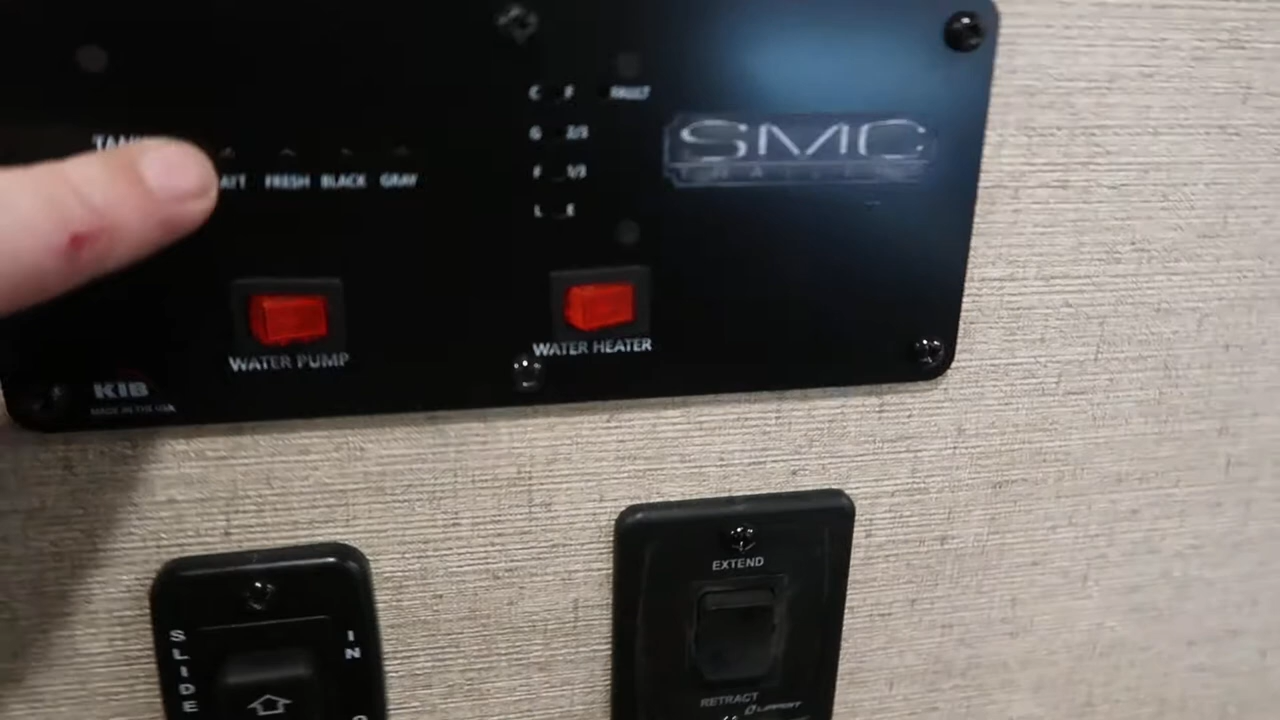 C F FAULT
G 2/3
F 1/3
L E
BATT FRESH BLACK GRAY
SMC
WATER PUMP
WATER HEATER
KIB
MADE IN THE USA
SLIDE
IN
EXTEND
RETRACT
LIPPERT